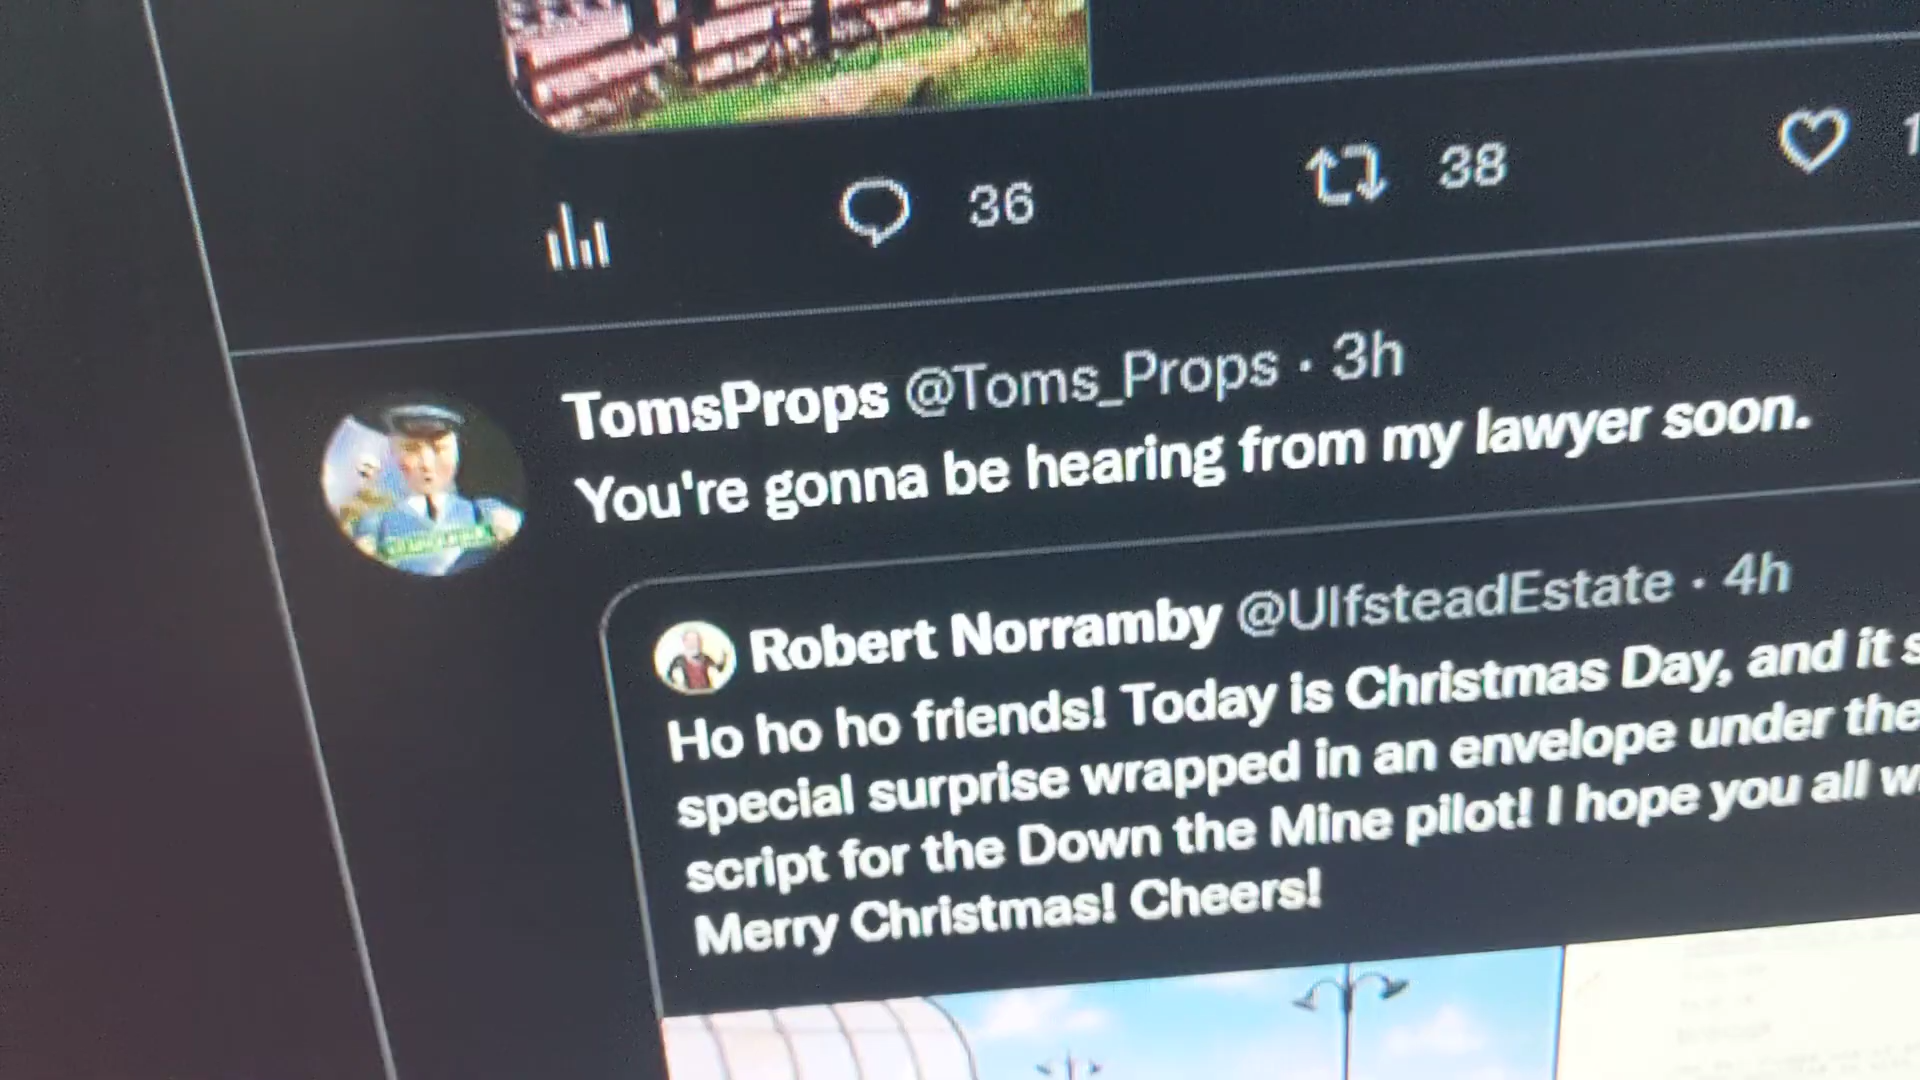 36 38 1
TomsProps @Toms_Props · 3h
You're gonna be hearing from my lawyer soon.
Robert Norramby @UlfsteadEstate · 4h
Ho ho ho friends! Today is Christmas Day, and it s
special surprise wrapped in an envelope under the
script for the Down the Mine pilot! I hope you all w
Merry Christmas! Cheers!